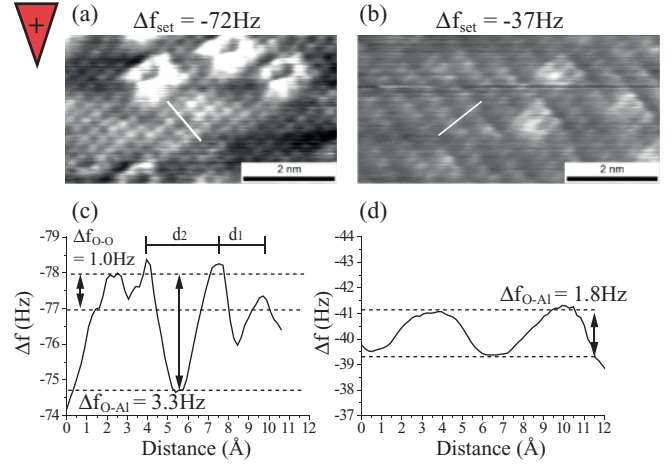 +
(a)
Δf_set = -72Hz
(b)
Δf_set = -37Hz
2 nm
2 nm
(c)
(d)
Δf_O-O
= 1.0Hz
d₂
d₁
Δf_O-Al = 3.3Hz
Δf (Hz)
-79
-78
-77
-76
-75
-74
0 1 2 3 4 5 6 7 8 9 10 11 12
Distance (Å)
Δf_O-Al = 1.8Hz
Δf (Hz)
-44
-43
-42
-41
-40
-39
-38
-37
0 1 2 3 4 5 6 7 8 9 10 11 12
Distance (Å)